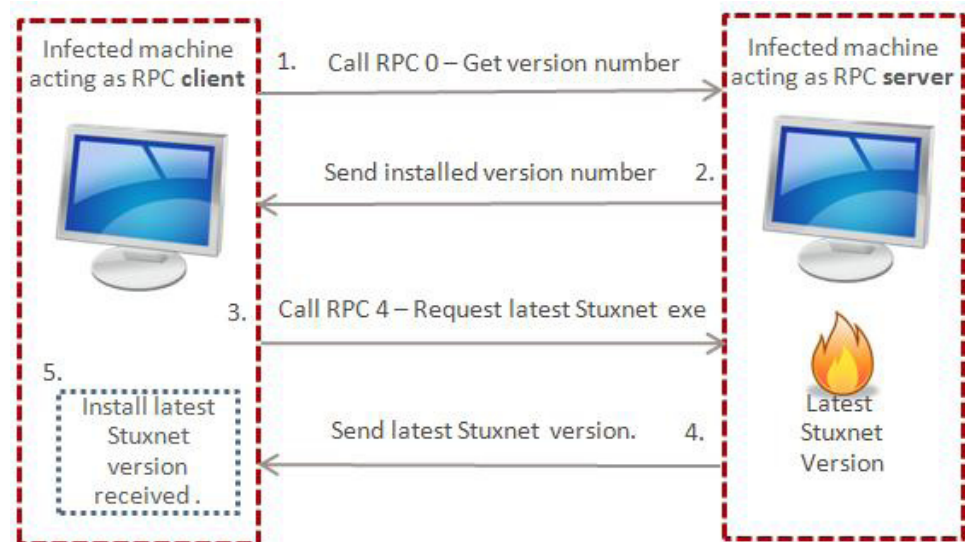 Infected machine
acting as RPC client
1. Call RPC 0 – Get version number
Infected machine
acting as RPC server
Send installed version number 2.
3. Call RPC 4 – Request latest Stuxnet exe
Latest
Stuxnet
Version
Send latest Stuxnet version. 4.
5.
Install latest
Stuxnet
version
received .